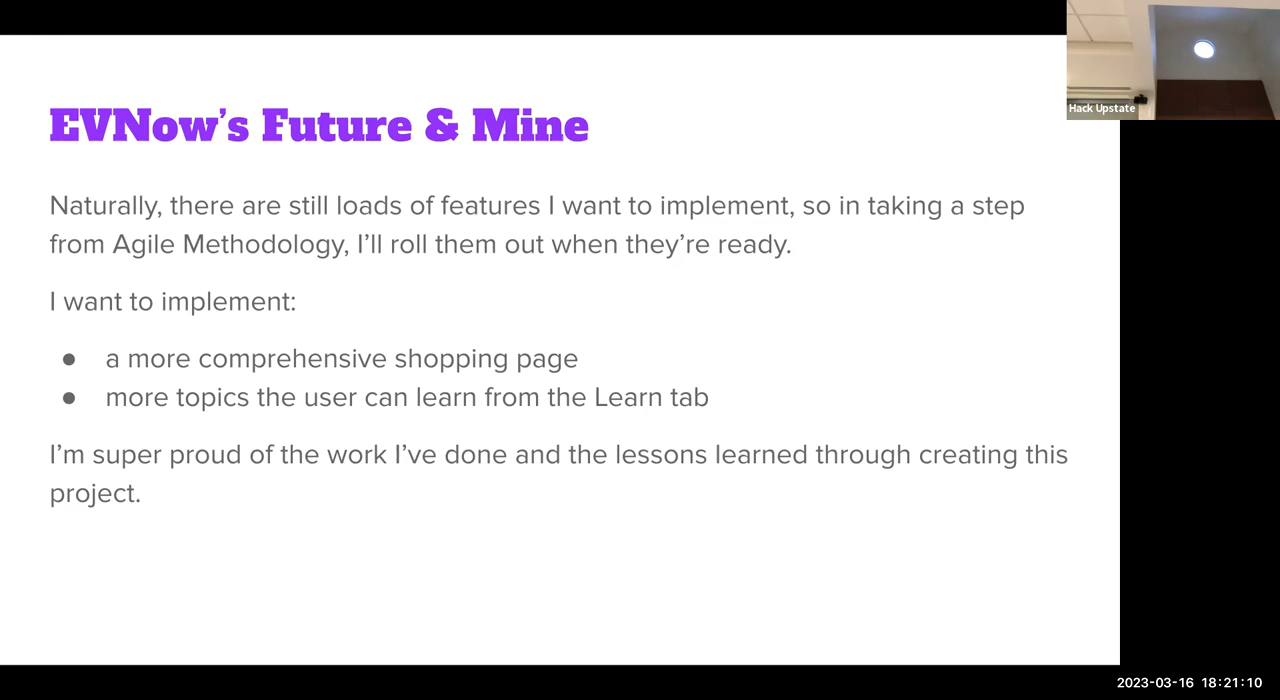 EVNow’s Future & Mine
Naturally, there are still loads of features I want to implement, so in taking a step
from Agile Methodology, I’ll roll them out when they’re ready.
I want to implement:
● a more comprehensive shopping page
● more topics the user can learn from the Learn tab
I’m super proud of the work I’ve done and the lessons learned through creating this
project.
Hack Upstate
2023-03-16 18:21:10